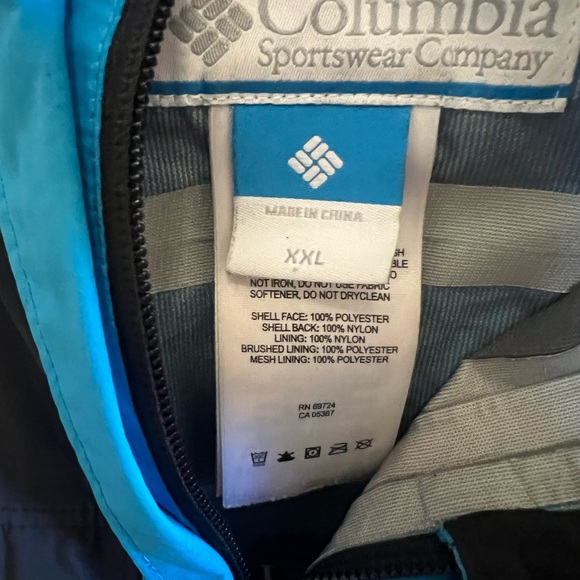 Columbia
Sportswear Company
MADE IN CHINA
XXL
NOT IRON, DO NOT USE FABRIC
SOFTENER, DO NOT DRYCLEAN
SHELL FACE: 100% POLYESTER
SHELL BACK: 100% NYLON
LINING: 100% NYLON
BRUSHED LINING: 100% POLYESTER
MESH LINING: 100% POLYESTER
RN 69724
CA 05367